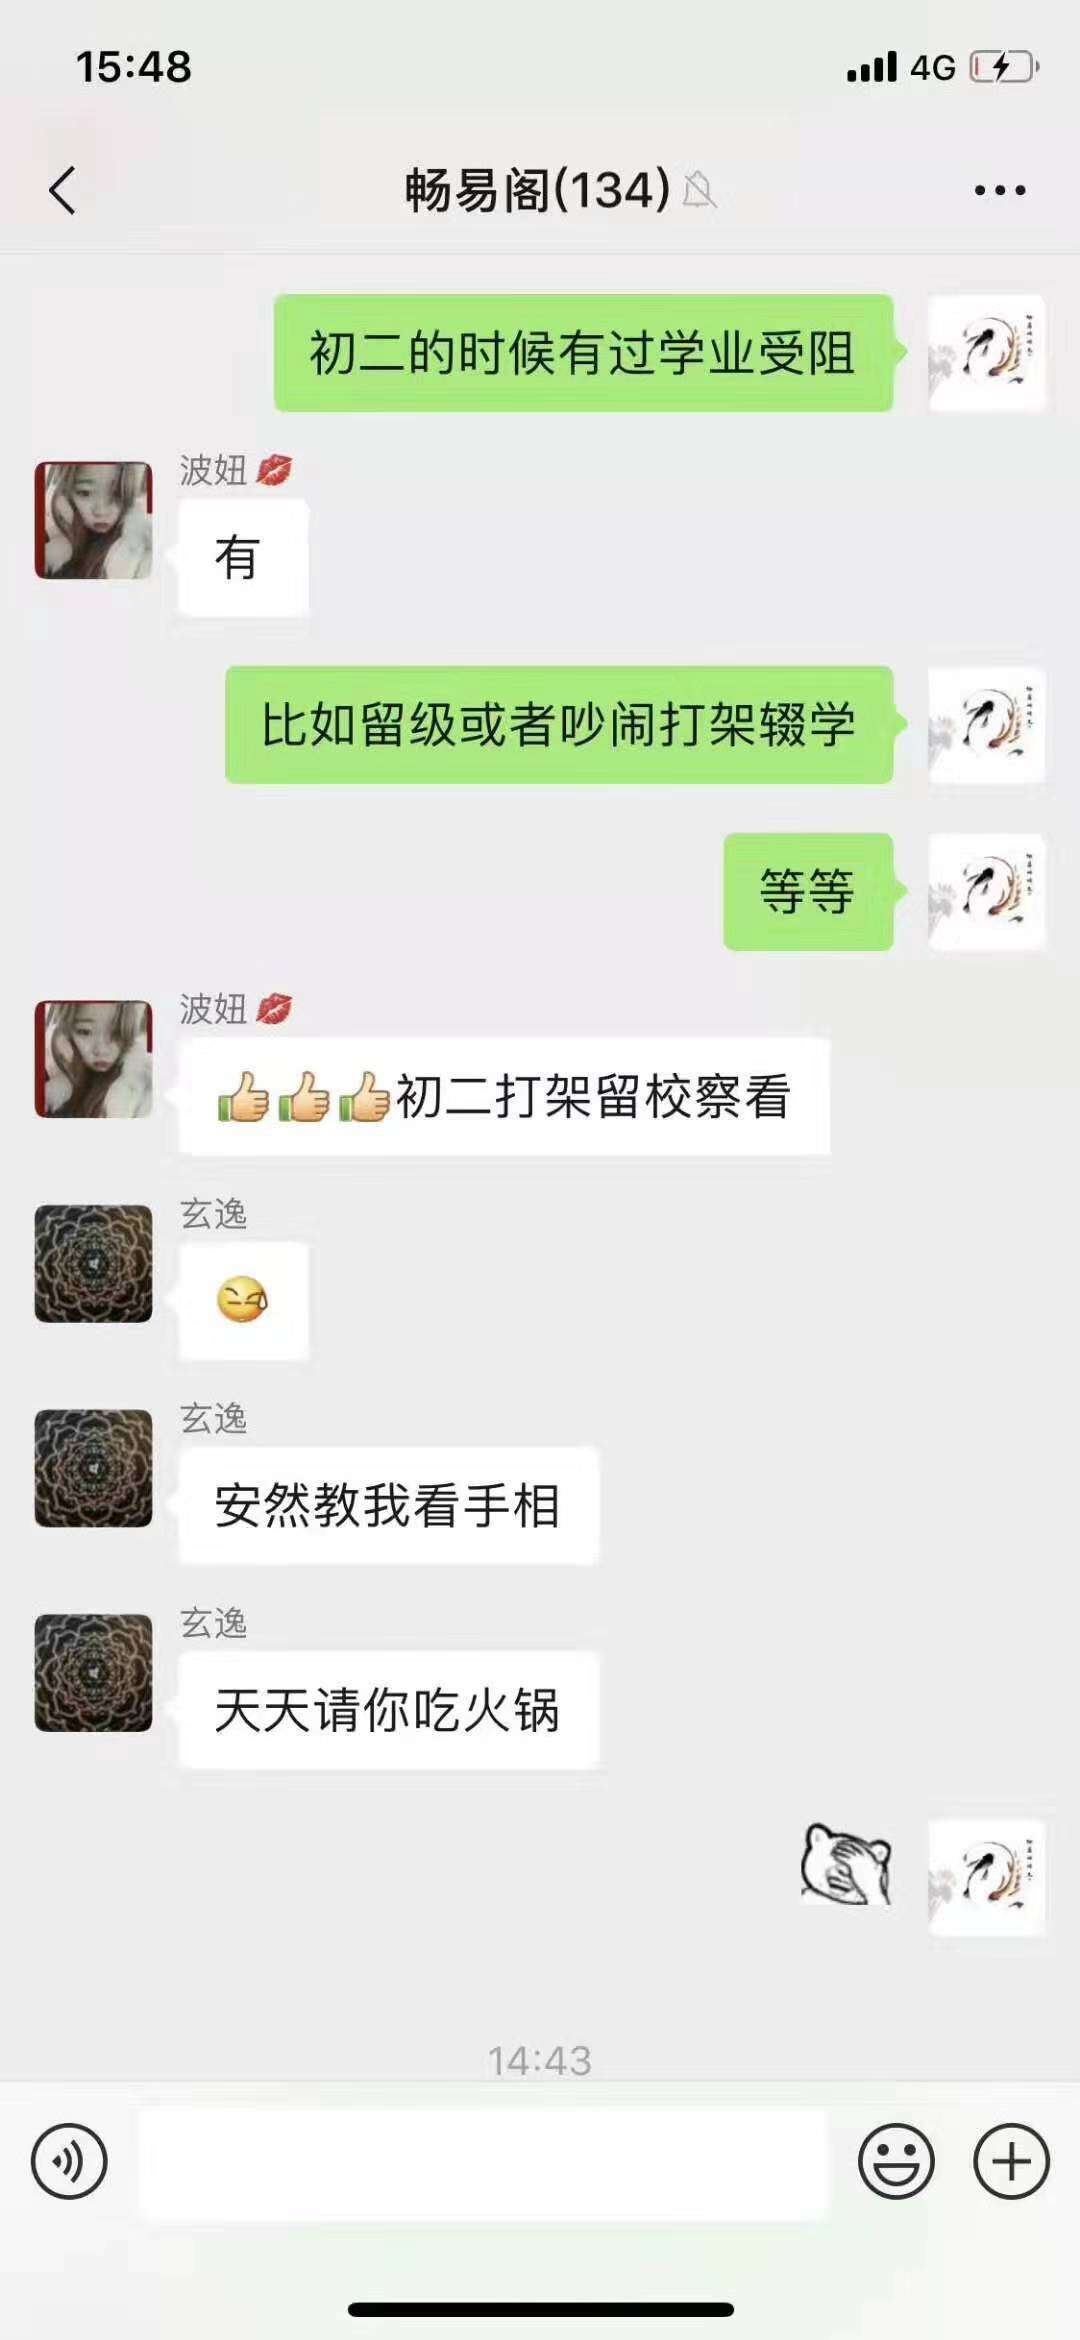 15:48
4G
畅易阁(134)
初二的时候有过学业受阻
波妞💋
有
比如留级或者吵闹打架辍学
等等
波妞💋
👍👍👍初二打架留校察看
玄逸
😅
玄逸
安然教我看手相
玄逸
天天请你吃火锅
14:43